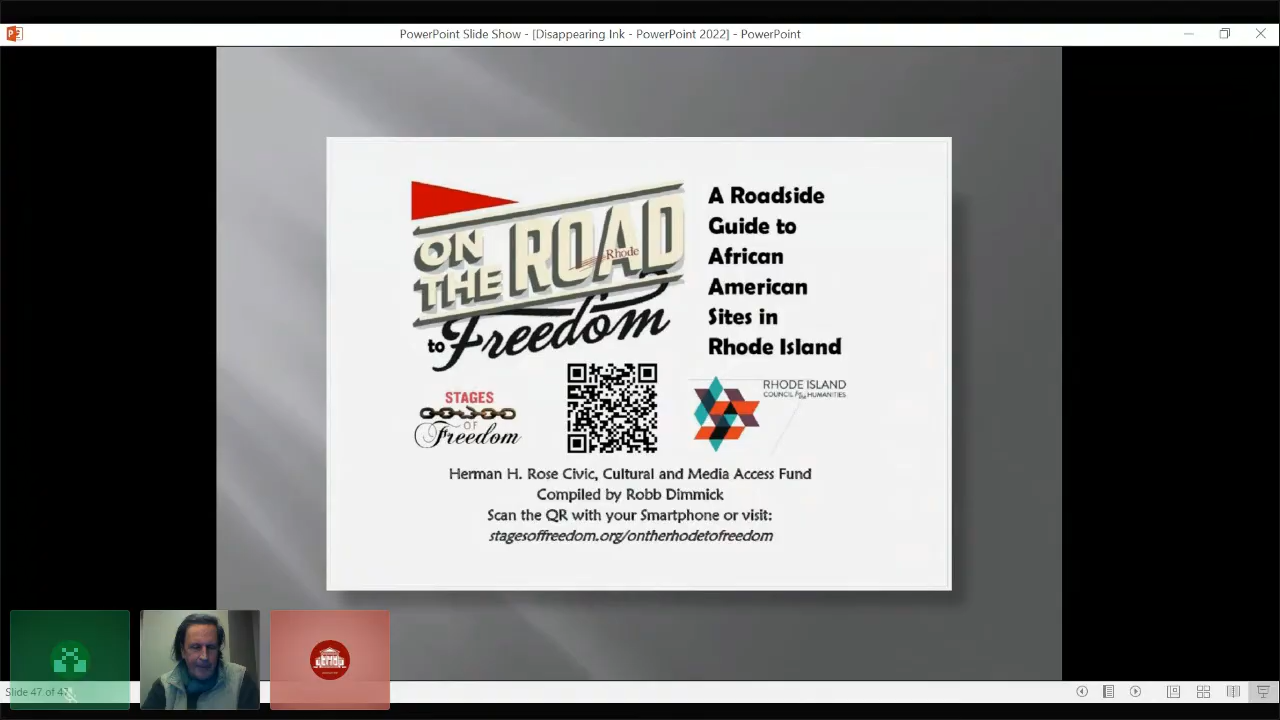 PowerPoint Slide Show - [Disappearing Ink - PowerPoint 2022] - PowerPoint
ON THE ROAD
Rhode
to Freedom
A Roadside
Guide to
African
American
Sites in
Rhode Island
STAGES
OF
Freedom
RHODE ISLAND
COUNCIL for the HUMANITIES
Herman H. Rose Civic, Cultural and Media Access Fund
Compiled by Robb Dimmick
Scan the QR with your Smartphone or visit:
stagesoffreedom.org/ontherhodetofreedom
Slide 47 of 47